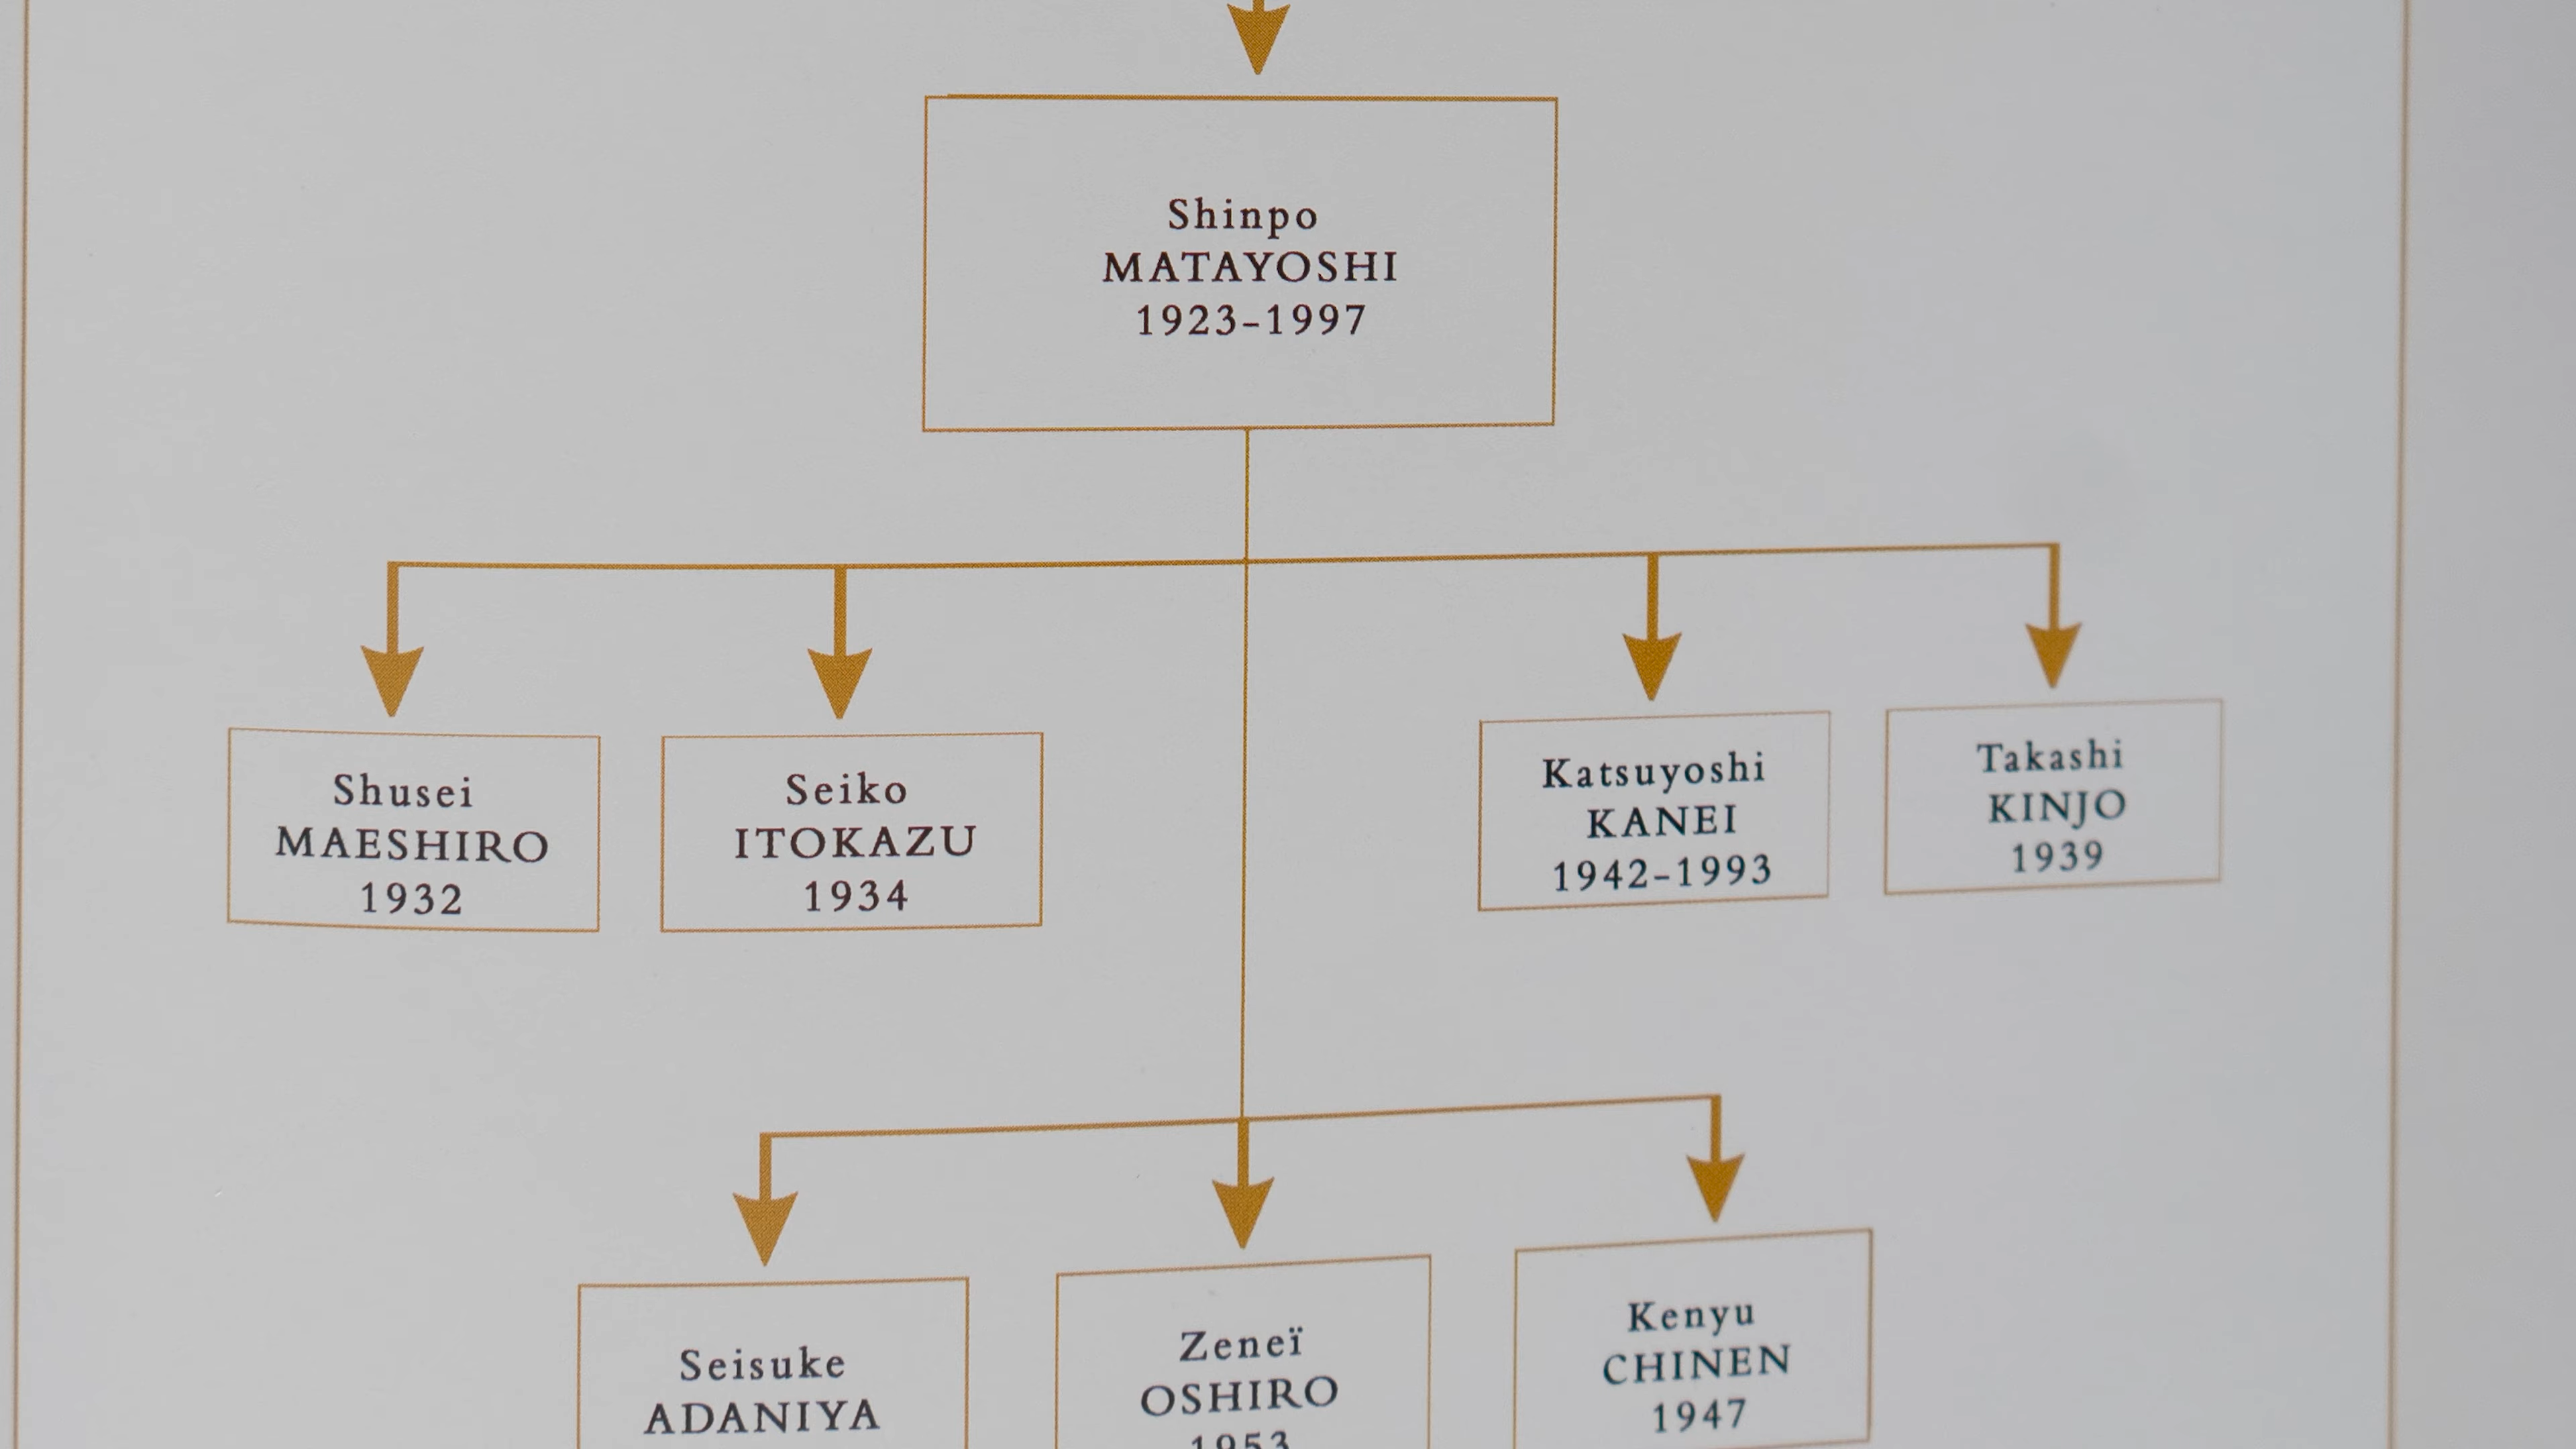 Shinpo
MATAYOSHI
1923-1997
Shusei
MAESHIRO
1932
Seiko
ITOKAZU
1934
Katsuyoshi
KANEI
1942-1993
Takashi
KINJO
1939
Seisuke
ADANIYA
Zeneï
OSHIRO
1953
Kenyu
CHINEN
1947